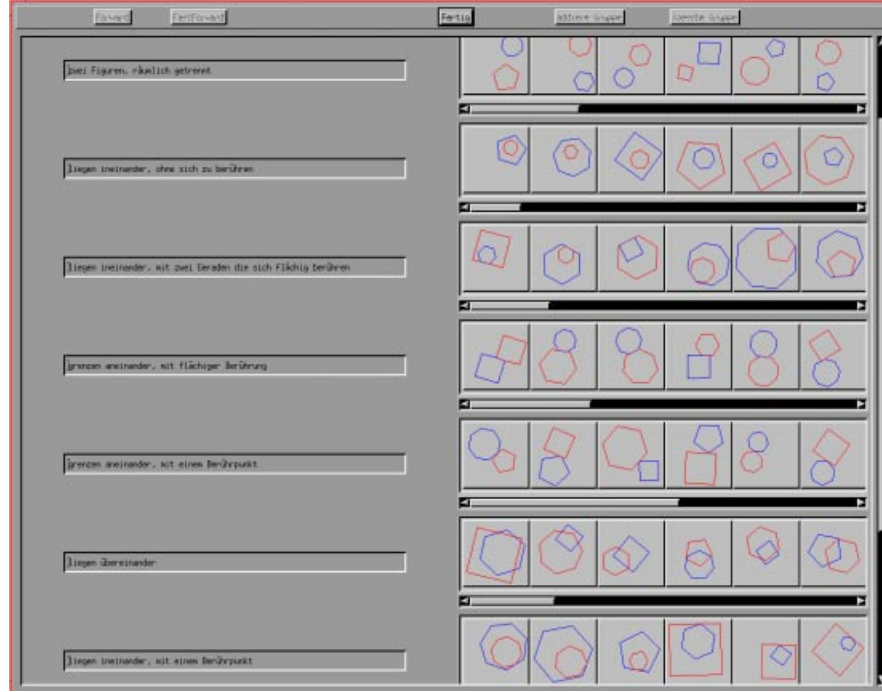 Forward
FastForward
Fertig
addiere Gruppe
loesche Gruppe
zwei Figuren, räumlich getrennt
liegen ineinander, ohne sich zu berühren
liegen ineinander, mit zwei Geraden die sich flächig berühren
grenzen aneinander, mit flächiger Berührung
grenzen aneinander, mit einem Berührpunkt
liegen übereinander
liegen ineinander, mit einem Berührpunkt